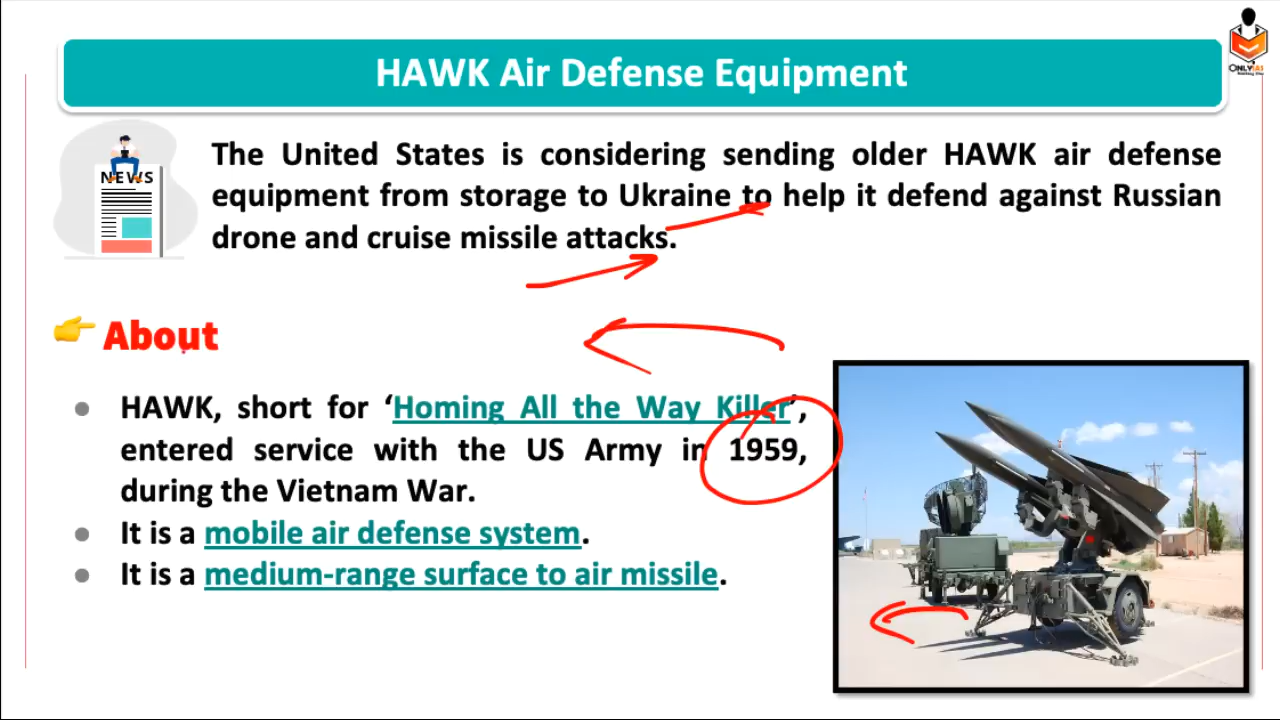 HAWK Air Defense Equipment
ONLYIAS
NEWS
The United States is considering sending older HAWK air defense
equipment from storage to Ukraine to help it defend against Russian
drone and cruise missile attacks.
👉 About
● HAWK, short for ‘Homing All the Way Killer’,
entered service with the US Army in 1959,
during the Vietnam War.
● It is a mobile air defense system.
● It is a medium-range surface to air missile.